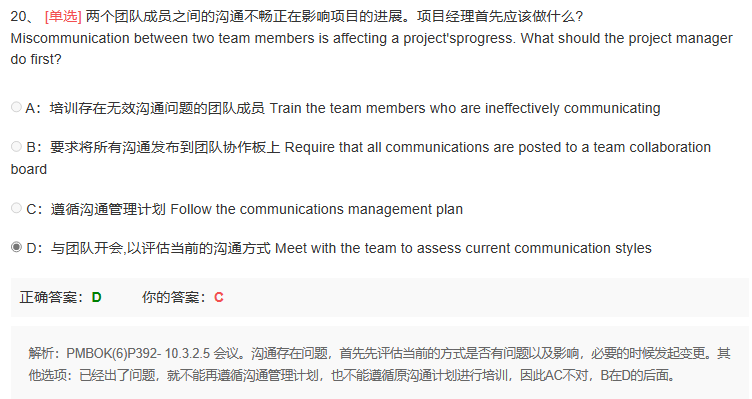 20、 [单选] 两个团队成员之间的沟通不畅正在影响项目的进展。项目经理首先应该做什么?
Miscommunication between two team members is affecting a project'sprogress. What should the project manager
do first?
A：培训存在无效沟通问题的团队成员 Train the team members who are ineffectively communicating
B：要求将所有沟通发布到团队协作板上 Require that all communications are posted to a team collaboration
board
C：遵循沟通管理计划 Follow the communications management plan
D：与团队开会,以评估当前的沟通方式 Meet with the team to assess current communication styles
正确答案：D 你的答案：C
解析：PMBOK(6)P392- 10.3.2.5 会议。沟通存在问题，首先先评估当前的方式是否有问题以及影响，必要的时候发起变更。其
他选项：已经出了问题，就不能再遵循沟通管理计划，也不能遵循原沟通计划进行培训，因此AC不对，B在D的后面。